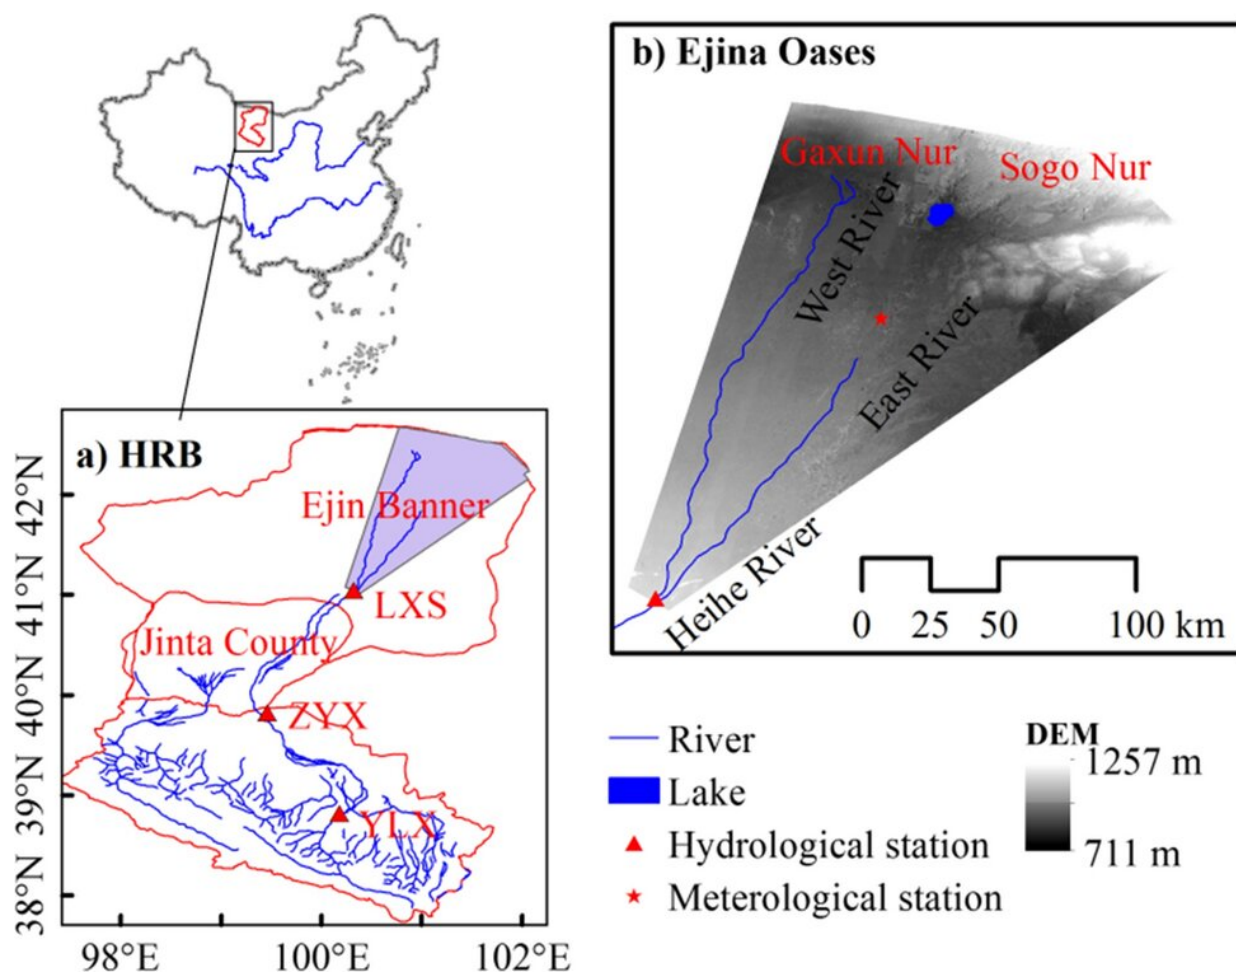 b) Ejina Oases
Gaxun Nur
Sogo Nur
West River
East River
Heihe River
0
25
50
100 km
a) HRB
Ejin Banner
LXS
Jinta County
ZYX
YLX
42°N
41°N
40°N
39°N
38°N
98°E
100°E
102°E
River
Lake
Hydrological station
Meterological station
DEM
1257 m
711 m